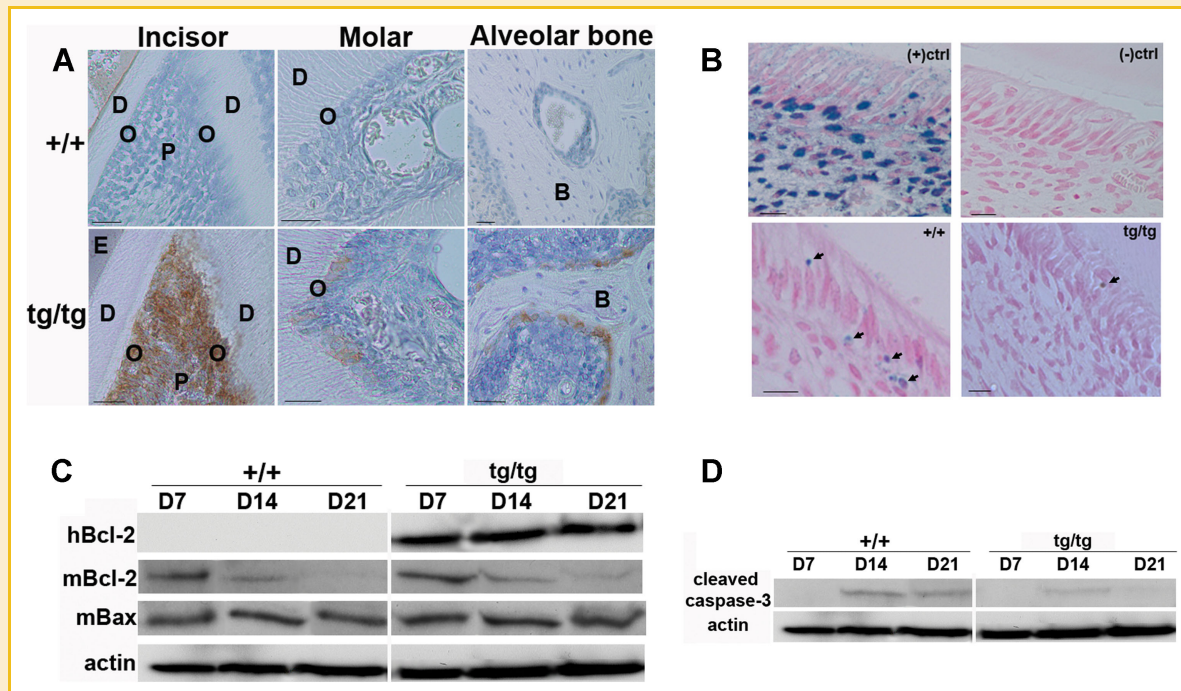 A
Incisor Molar Alveolar bone
+/+
D O P O D
D O
B
tg/tg
E D O P O D
D O
B
B
(+)ctrl (-)ctrl
+/+ tg/tg
C
+/+ tg/tg
D7 D14 D21 D7 D14 D21
hBcl-2
mBcl-2
mBax
actin
D
+/+ tg/tg
D7 D14 D21 D7 D14 D21
cleaved
caspase-3
actin